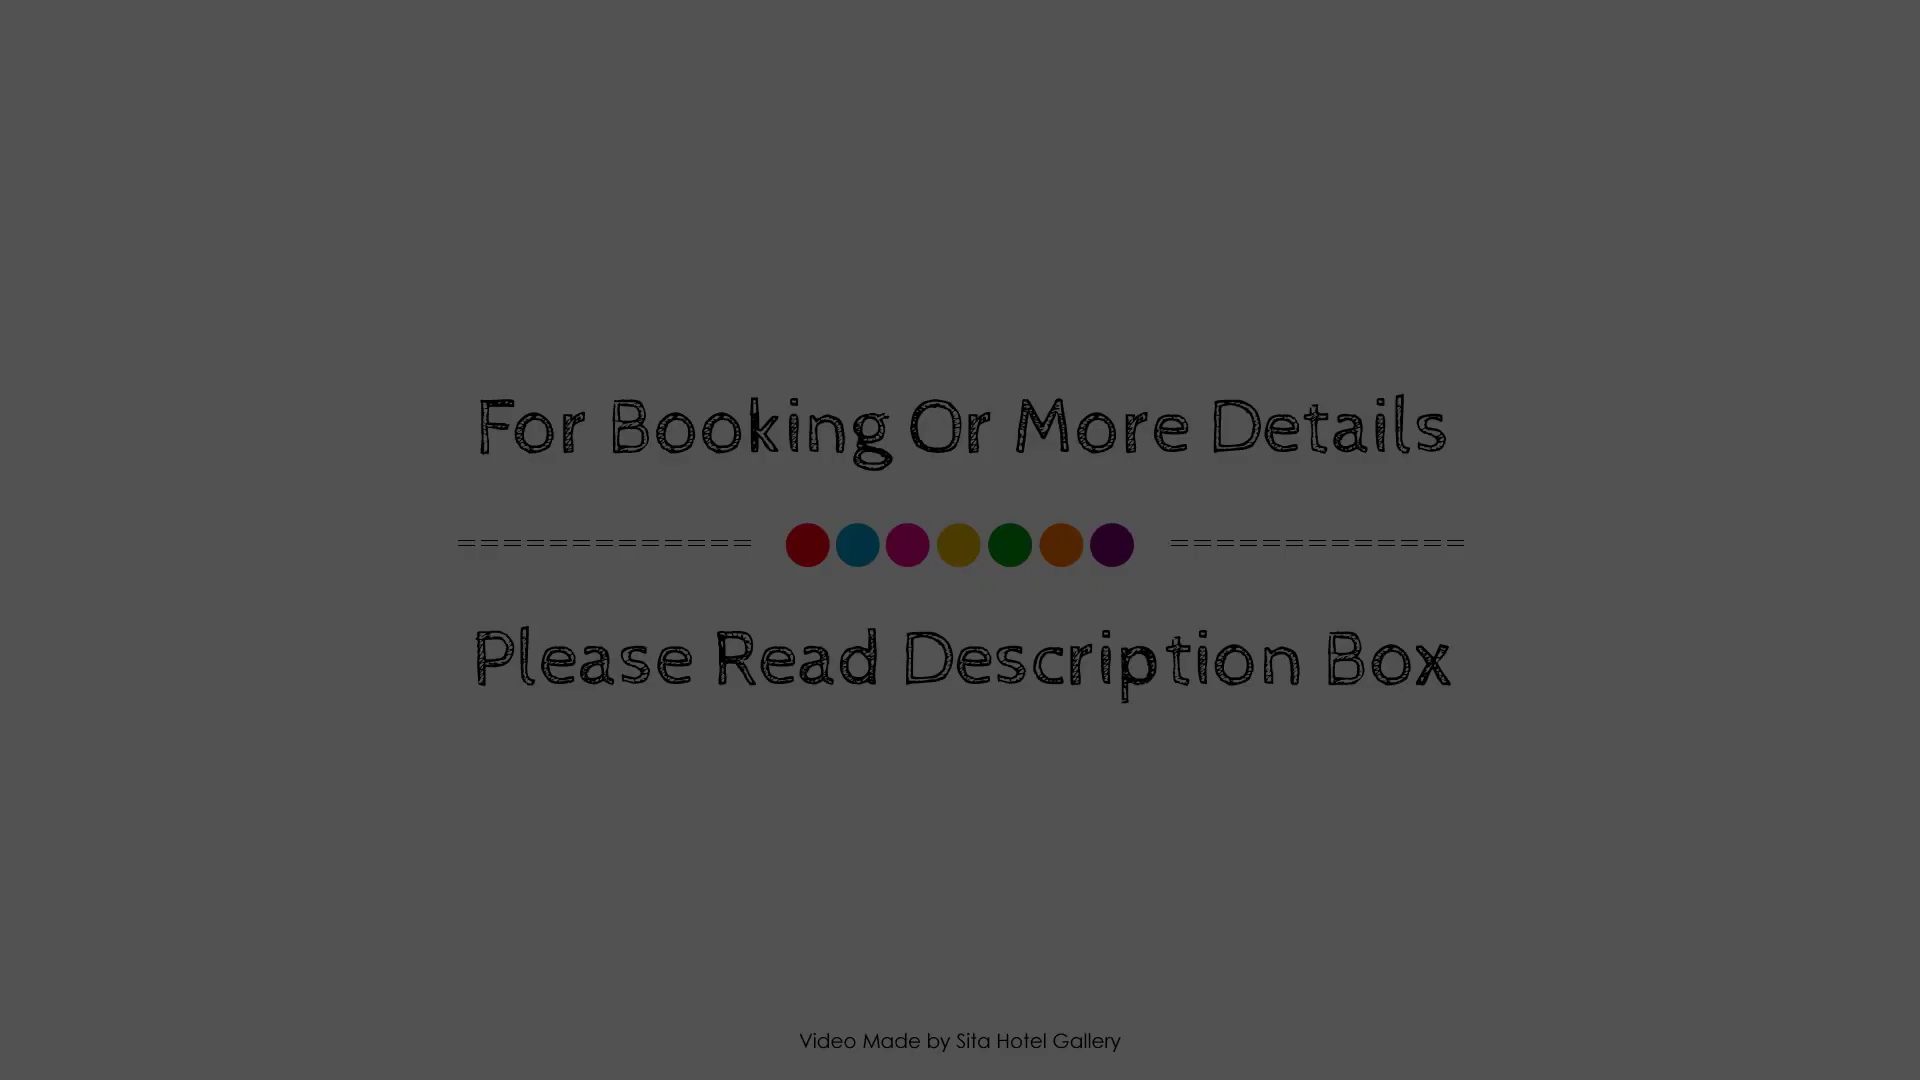 For Booking Or More Details
============= =============
Please Read Description Box
Video Made by Sita Hotel Gallery